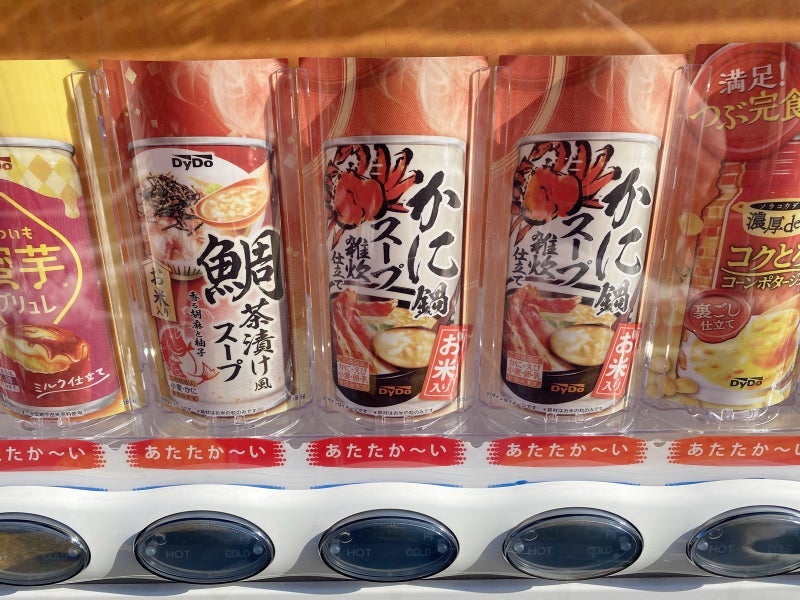 蜜芋
ブリュレ
ミルク仕立て
DyDo
お米入り
鯛
茶漬け風
スープ
香る胡麻と柚子
小麦・かに
かに鍋
スープ
雑炊
仕立て
お米
入り
DyDo
かに鍋
スープ
雑炊
仕立て
お米
入り
DyDo
満足!
つぶ完食
濃厚de
コクとろ
コーンポタージュ
裏ごし
仕立て
DyDo
あたたか〜い
あたたか〜い
あたたか〜い
あたたか〜い
あたたか〜い
HOT COLD
HOT COLD
HOT COLD
HOT COLD